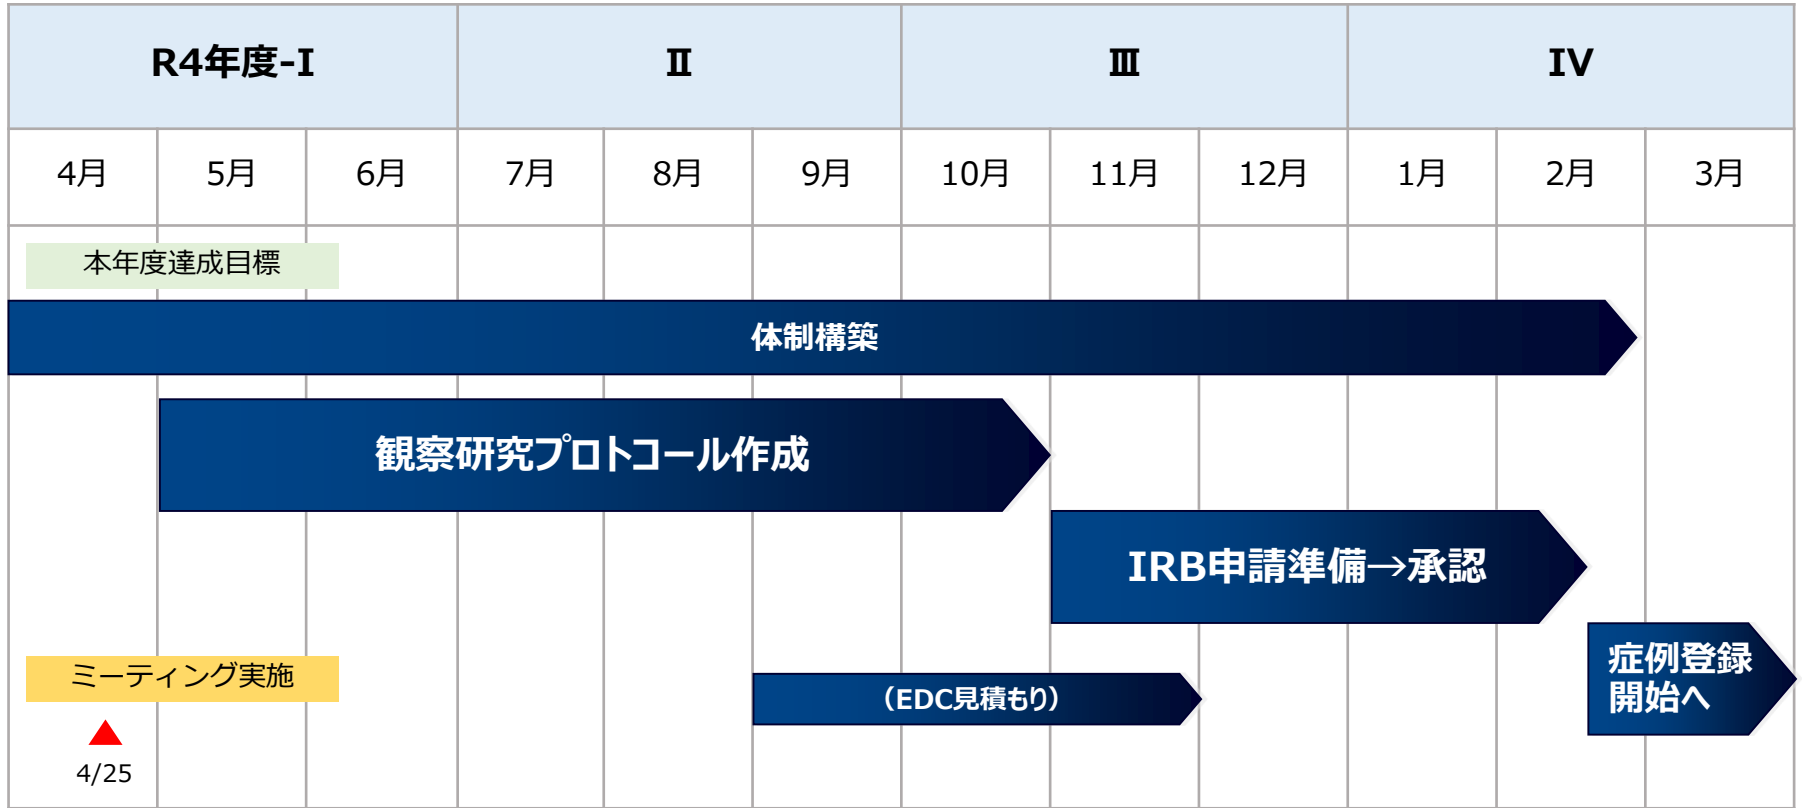 R4年度-I
Ⅱ
Ⅲ
IV
4月
5月
6月
7月
8月
9月
10月
11月
12月
1月
2月
3月
本年度達成目標
体制構築
観察研究プロトコール作成
IRB申請準備→承認
症例登録
開始へ
ミーティング実施
（EDC見積もり）
4/25